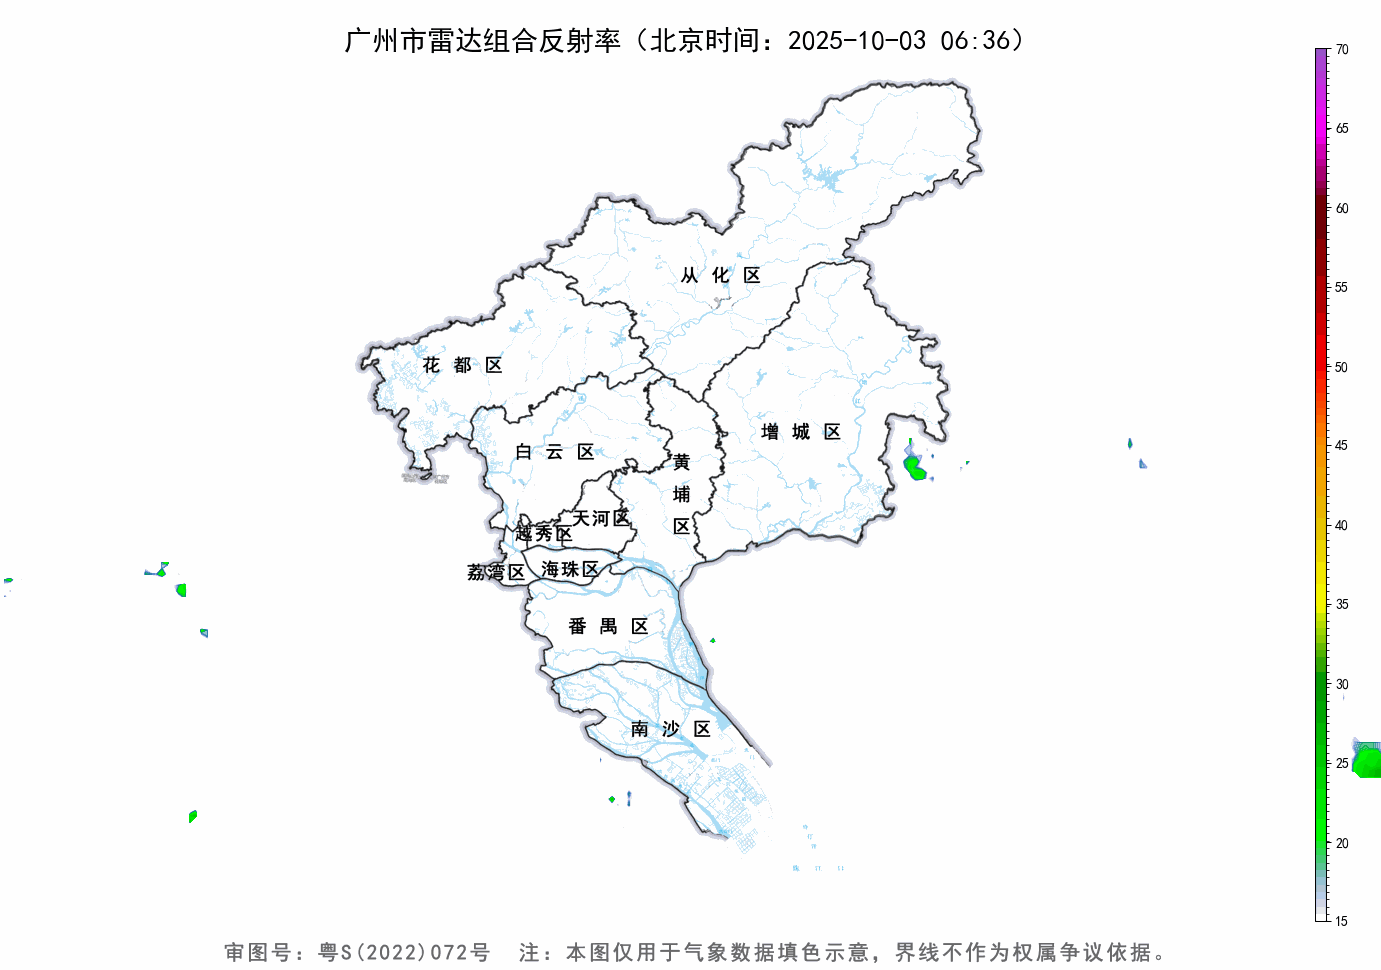 广州市雷达组合反射率（北京时间：2025-10-03 06:36）
70
65
60
55
50
45
40
35
30
25
20
15
从化区
花都区
增城区
白云区
黄埔区
天河区
越秀区
海珠区
荔湾区
番禺区
南沙区
审图号：粤S(2022)072号 注：本图仅用于气象数据填色示意，界线不作为权属争议依据。